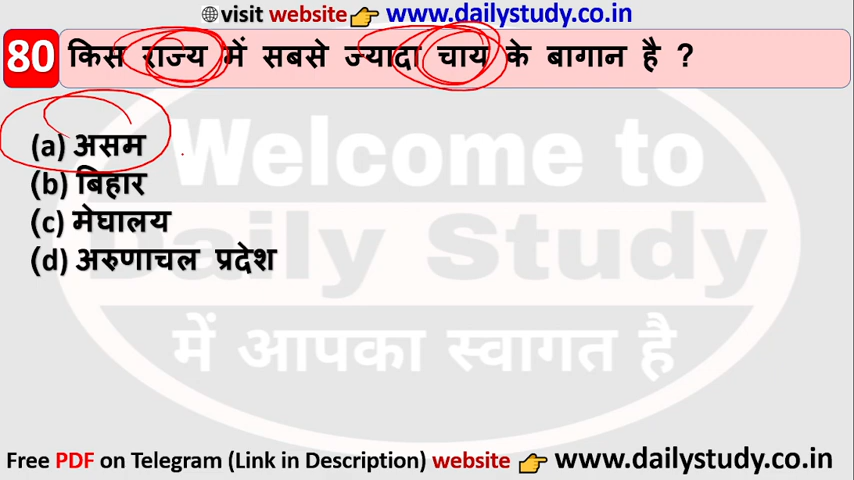 visit website 👉 www.dailystudy.co.in
80 किस राज्य में सबसे ज्यादा चाय के बागान है ?
(a) असम
(b) बिहार
(c) मेघालय
(d) अरुणाचल प्रदेश
Welcome to
Daily Study
में आपका स्वागत है
Free PDF on Telegram (Link in Description) website 👉 www.dailystudy.co.in